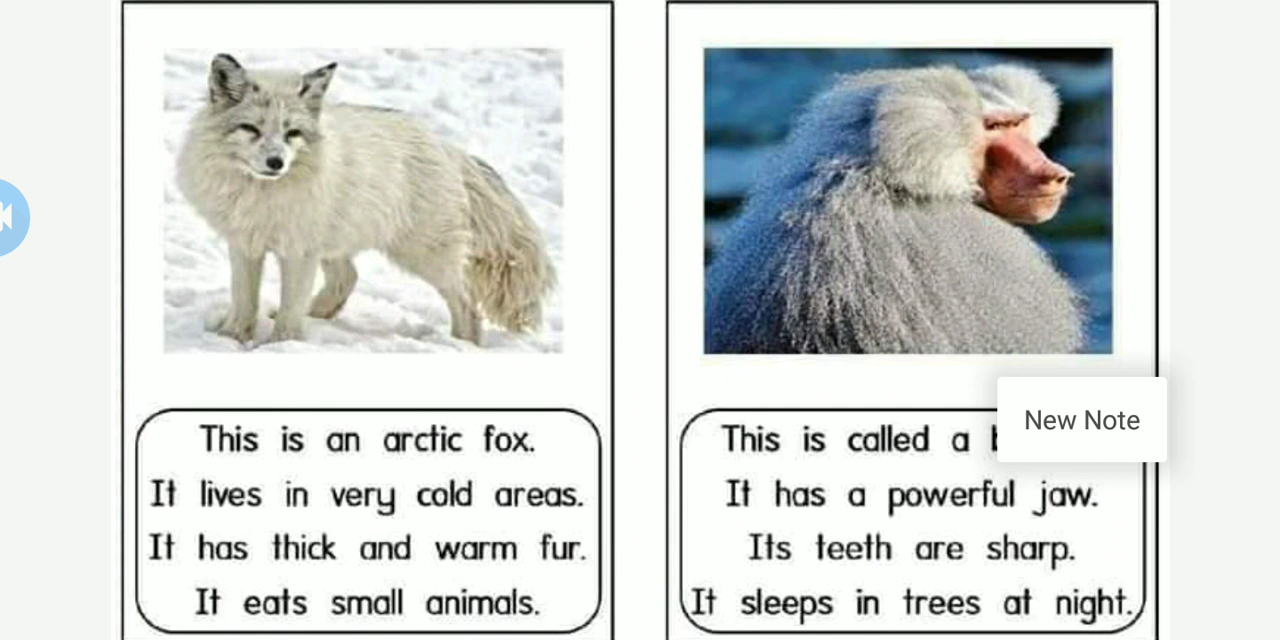 This is an arctic fox.
It lives in very cold areas.
It has thick and warm fur.
It eats small animals.
This is called a
New Note
It has a powerful jaw.
Its teeth are sharp.
It sleeps in trees at night.